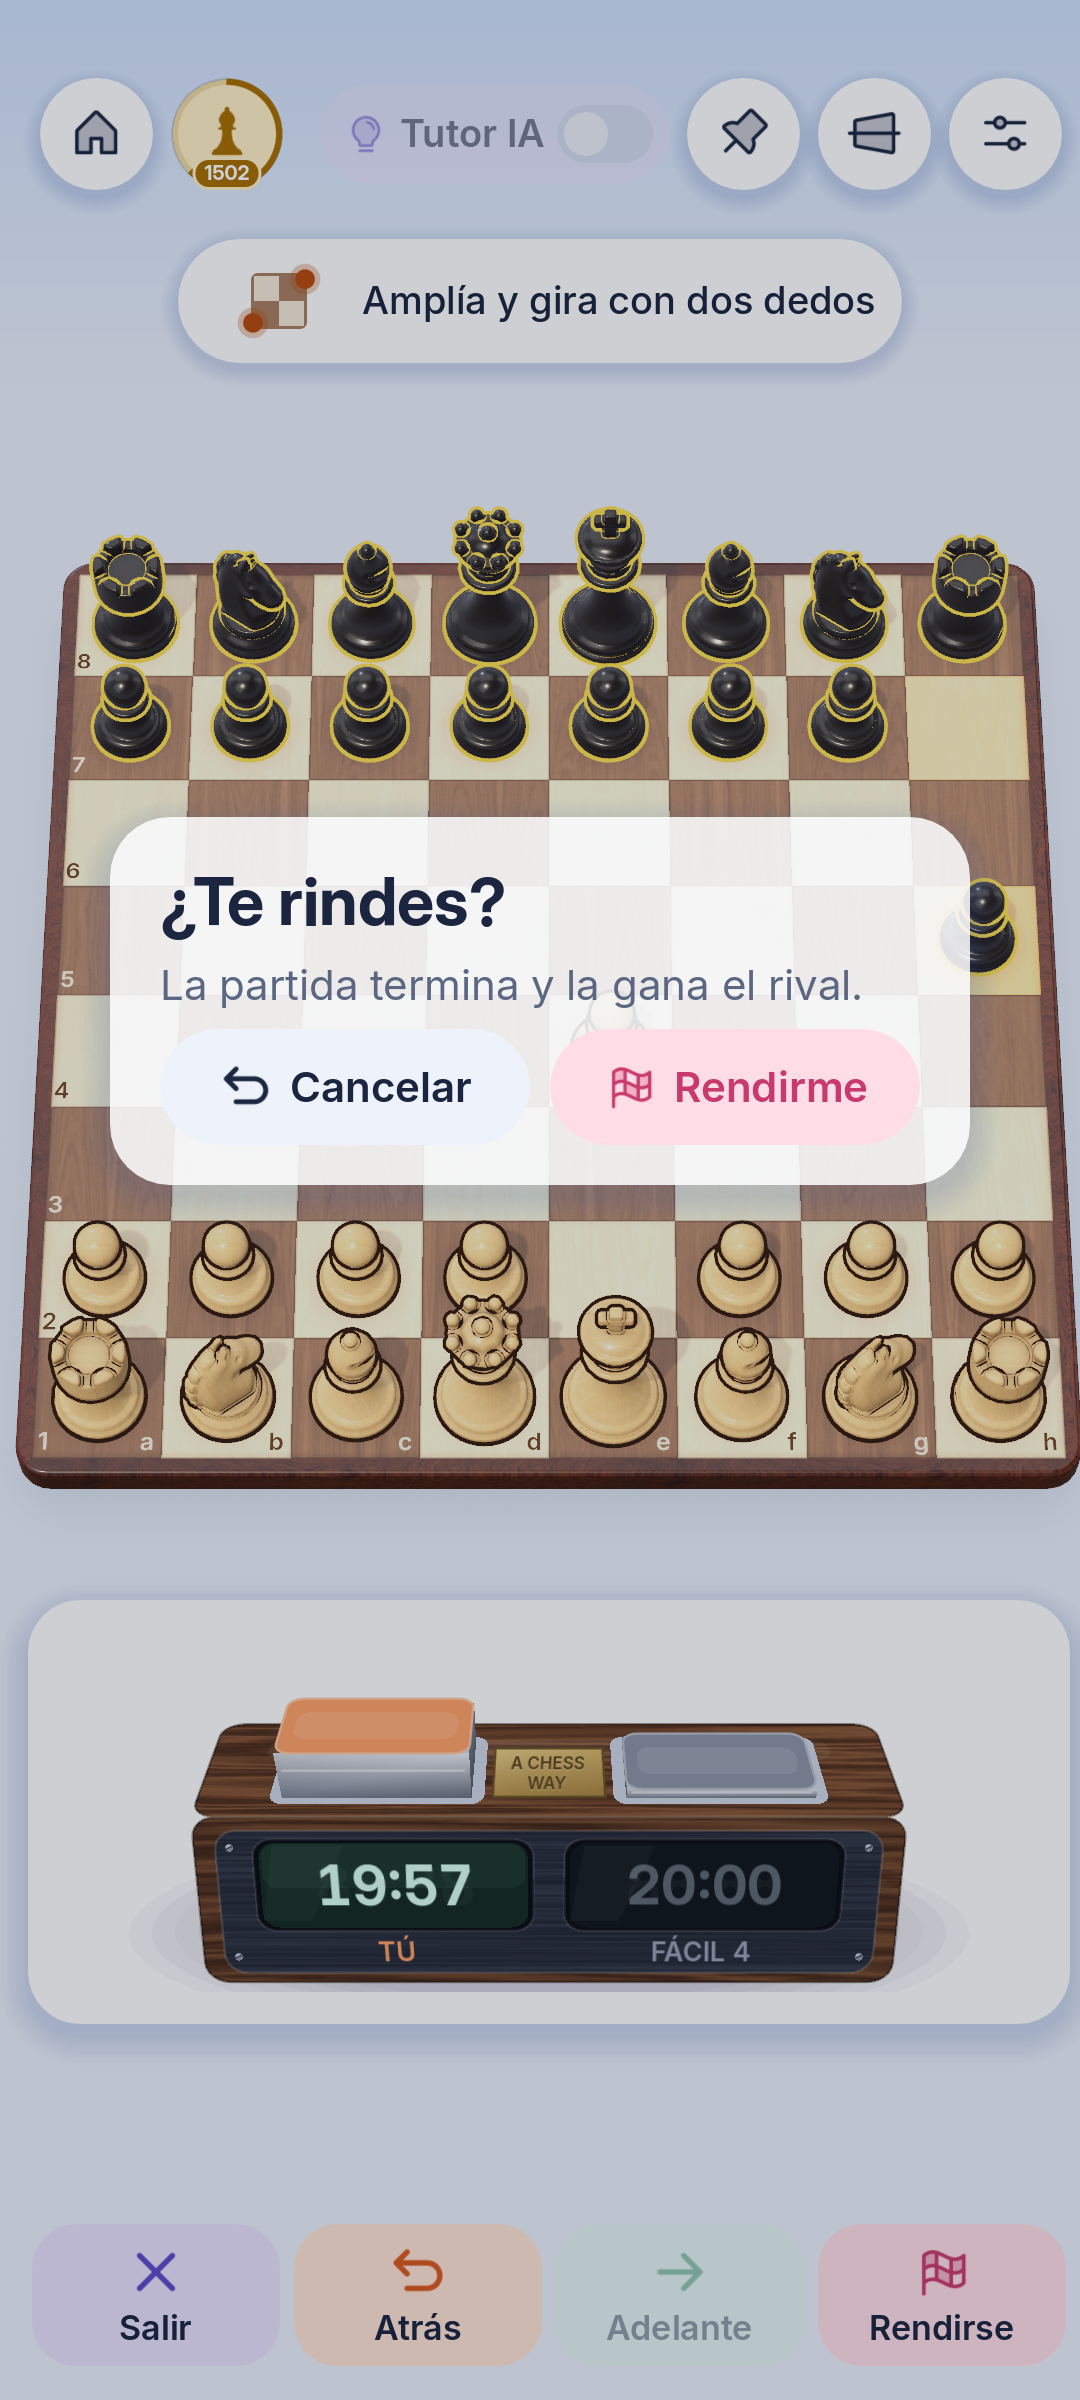 1502
Tutor IA
Amplía y gira con dos dedos
8
7
6
5
4
3
2
1
¿Te rindes?
La partida termina y la gana el rival.
Cancelar
Rendirme
a b c d e f g h
A CHESS
WAY
19:57 20:00
TÚ FÁCIL 4
Salir Atrás Adelante Rendirse